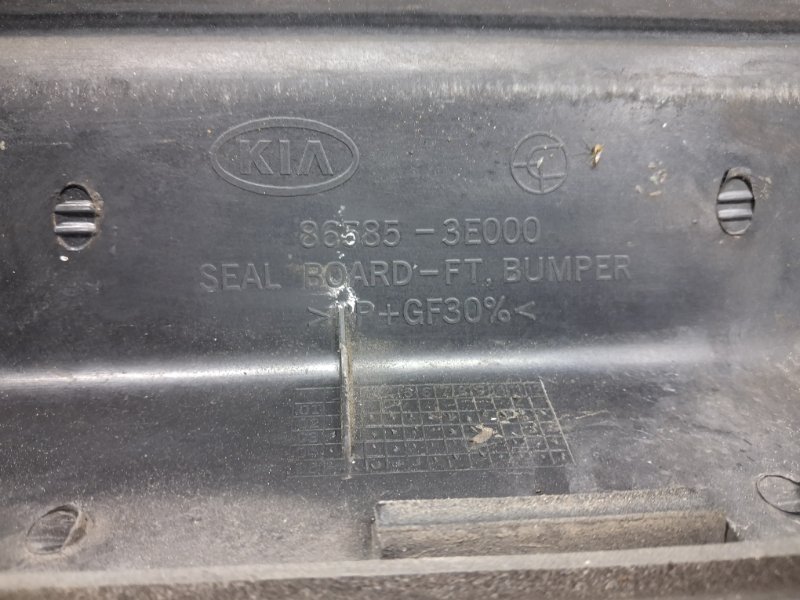 KIA
86585-3E000
SEAL BOARD-FT. BUMPER
>PP+GF30%<